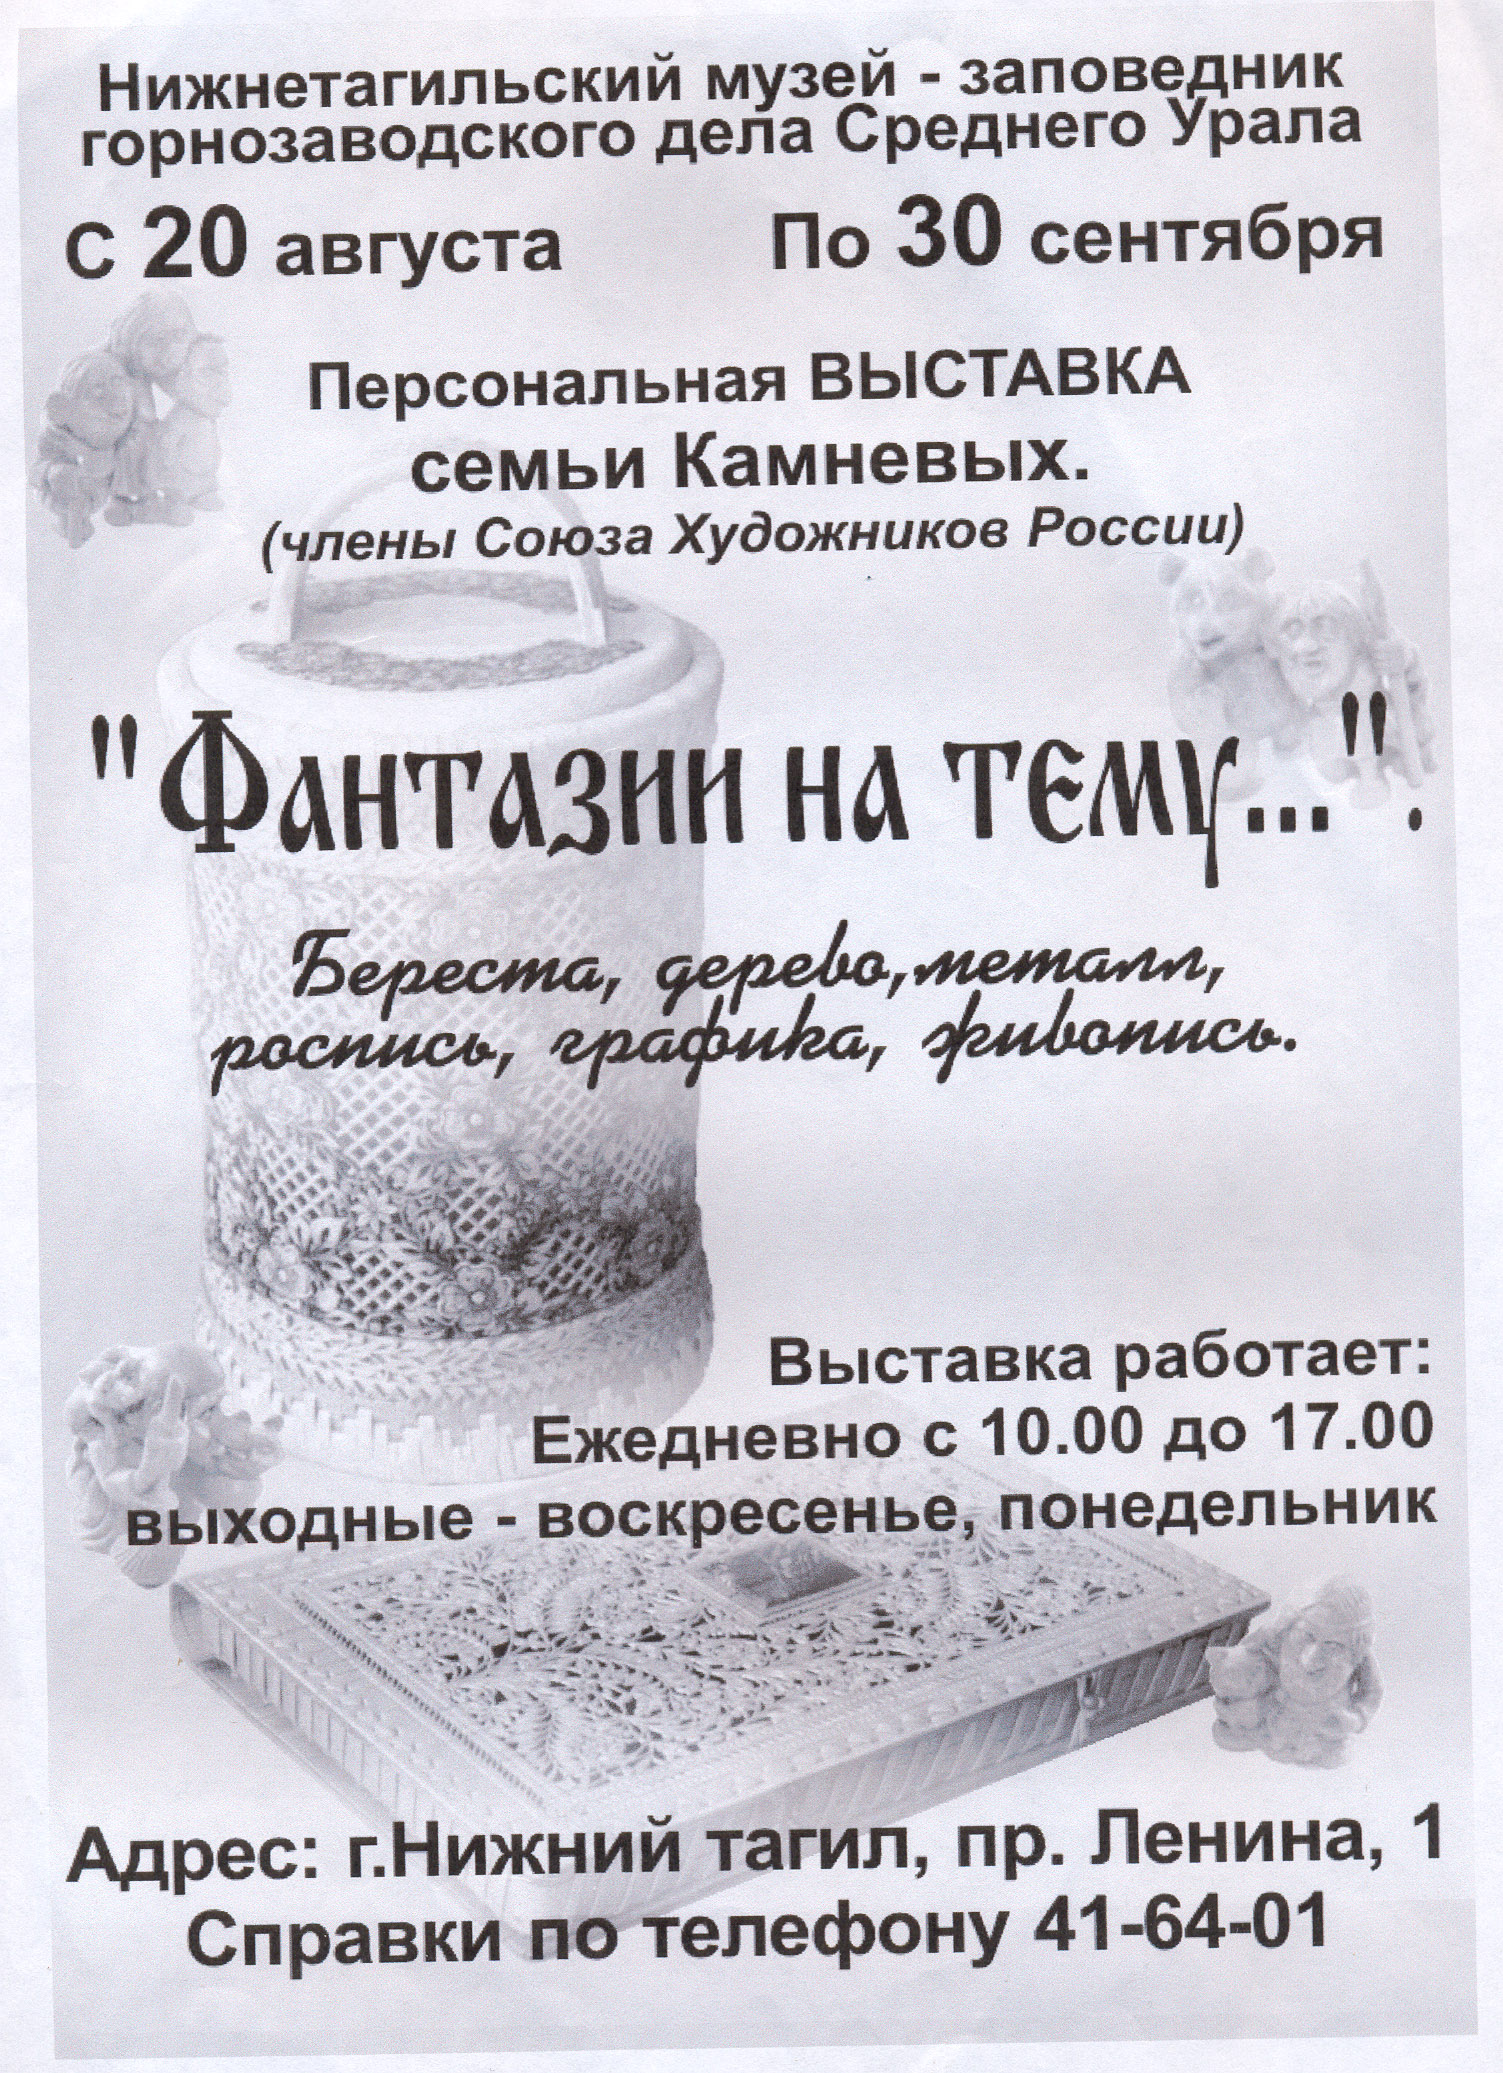 Нижнетагильский музей - заповедник
горнозаводского дела Среднего Урала
С 20 августа По 30 сентября
Персональная ВЫСТАВКА
семьи Камневых.
(члены Союза Художников России)
"Фантазии на тему...".
Береста, дерево,металл,
роспись, графика, живопись.
Выставка работает:
Ежедневно с 10.00 до 17.00
выходные - воскресенье, понедельник
Адрес: г.Нижний тагил, пр. Ленина, 1
Справки по телефону 41-64-01